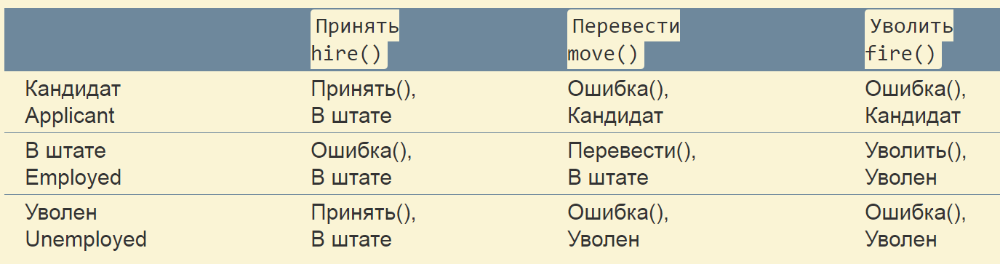 Принять
hire()
Перевести
move()
Уволить
fire()
Кандидат
Applicant
Принять(),
В штате
Ошибка(),
Кандидат
Ошибка(),
Кандидат
В штате
Employed
Ошибка(),
В штате
Перевести(),
В штате
Уволить(),
Уволен
Уволен
Unemployed
Принять(),
В штате
Ошибка(),
Уволен
Ошибка(),
Уволен